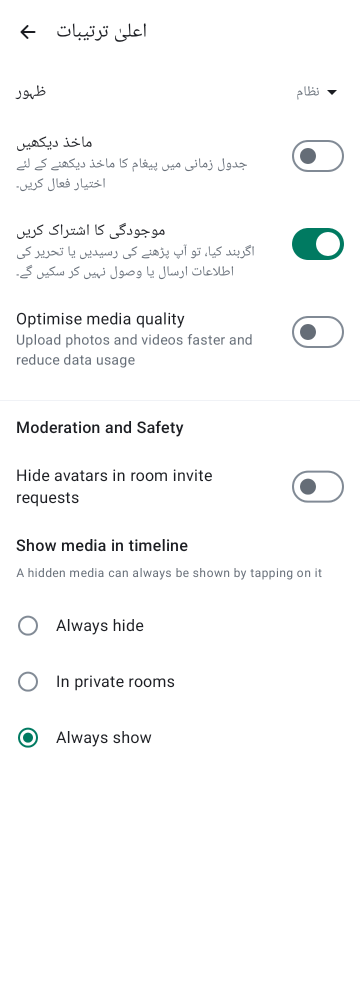 اعلیٰ ترتیبات
ظہور
نظام
ماخذ دیکھیں
جدول زمانی میں پیغام کا ماخذ دیکھنے کے لئے
اختیار فعال کریں۔
موجودگی کا اشتراک کریں
اگربند کیا، تو آپ پڑھنے کی رسیدیں یا تحریر کی
اطلاعات ارسال یا وصول نہیں کر سکیں گے۔
Optimise media quality
Upload photos and videos faster and
reduce data usage
Moderation and Safety
Hide avatars in room invite
requests
Show media in timeline
A hidden media can always be shown by tapping on it
Always hide
In private rooms
Always show